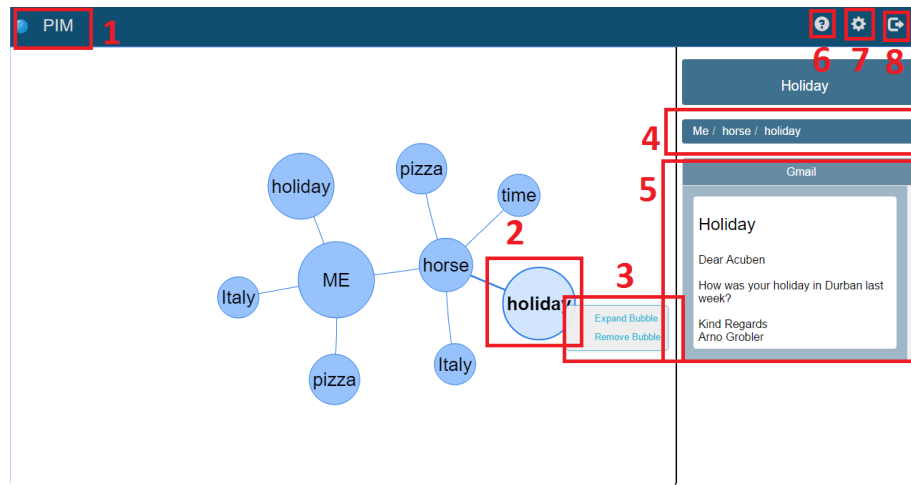 PIM
1
6
7
8
Holiday
4
Me / horse / holiday
5
Gmail
Holiday
Dear Acuben
How was your holiday in Durban last
week?
Kind Regards
Arno Grobler
holiday
pizza
time
2
horse
ME
Italy
holiday
3
Expand Bubble
Remove Bubble
Italy
pizza